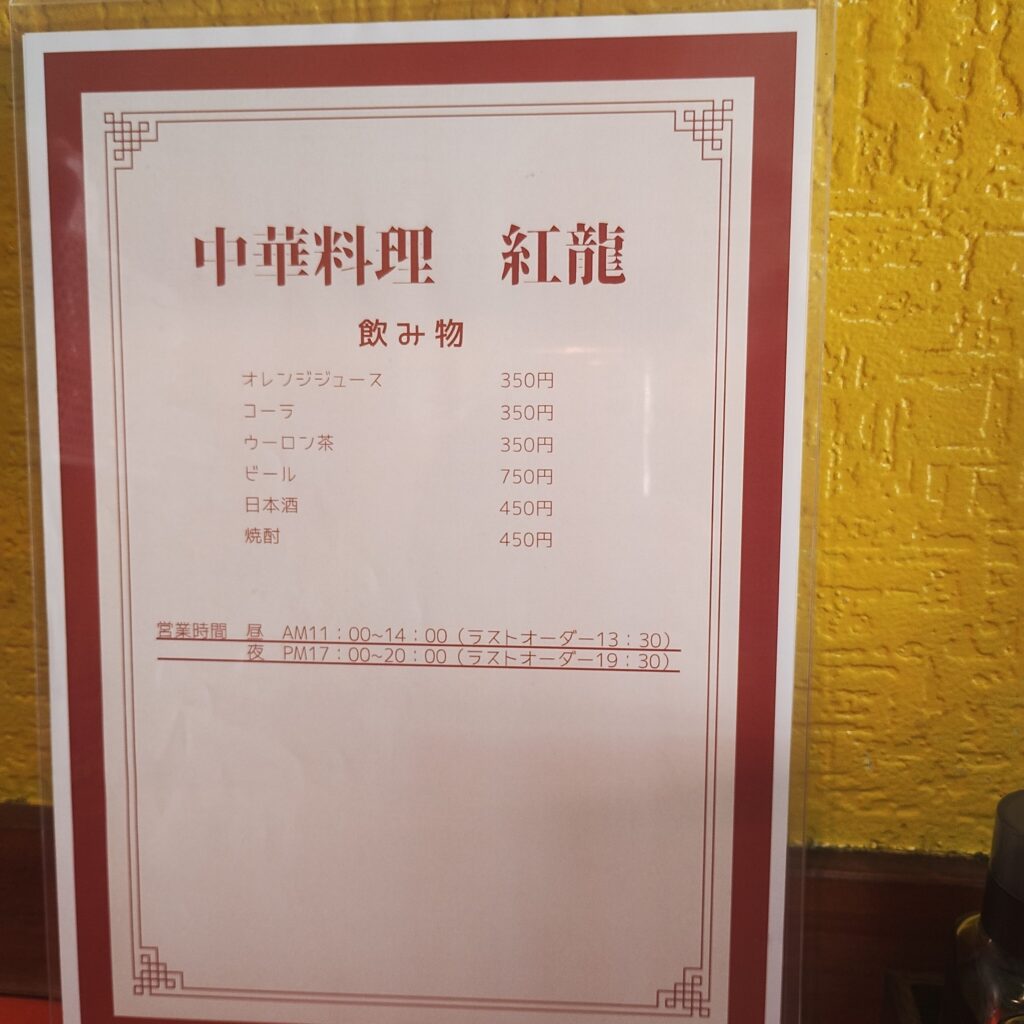 中華料理　紅龍
飲み物
オレンジジュース　350円
コーラ　350円
ウーロン茶　350円
ビール　750円
日本酒　450円
焼酎　450円
営業時間　昼　AM11：00~14：00（ラストオーダー13：30）
夜　PM17：00~20：00（ラストオーダー19：30）